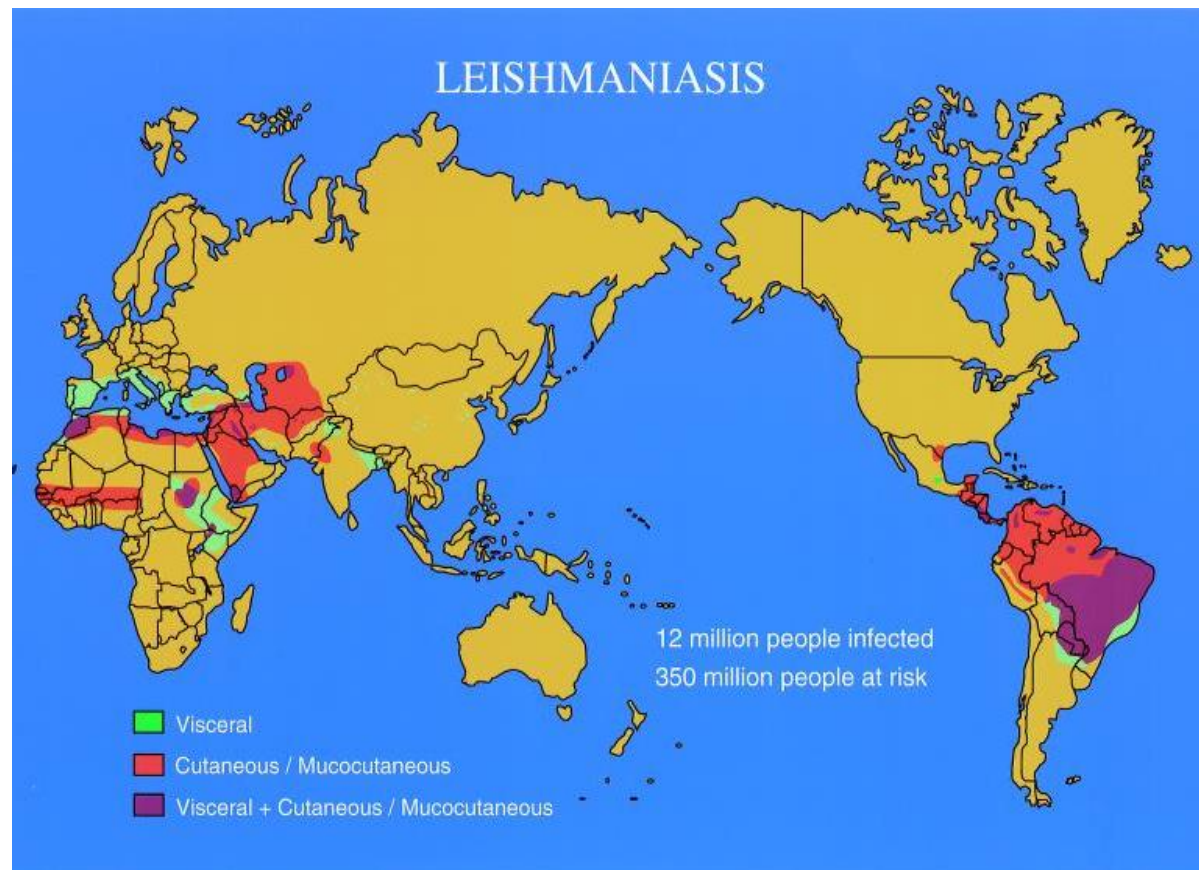 LEISHMANIASIS
12 million people infected
350 million people at risk
Visceral
Cutaneous / Mucocutaneous
Visceral + Cutaneous / Mucocutaneous